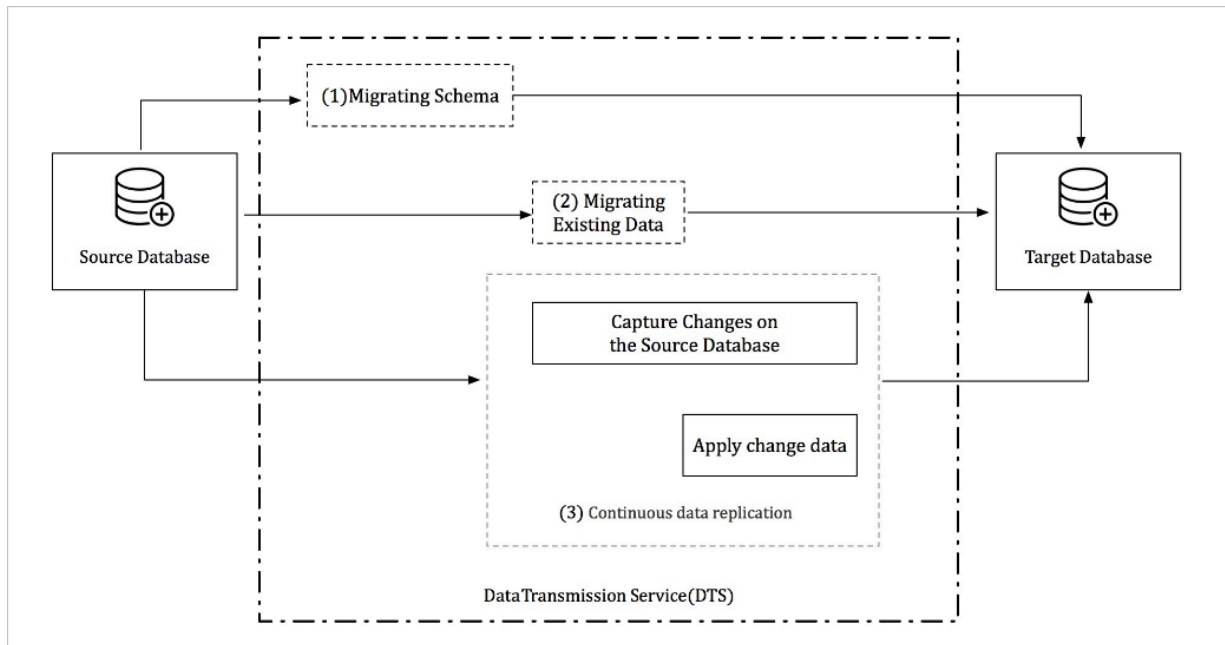 (1)Migrating Schema
Source Database
(2) Migrating
Existing Data
Target Database
Capture Changes on
the Source Database
Apply change data
(3) Continuous data replication
DataTransmission Service(DTS)